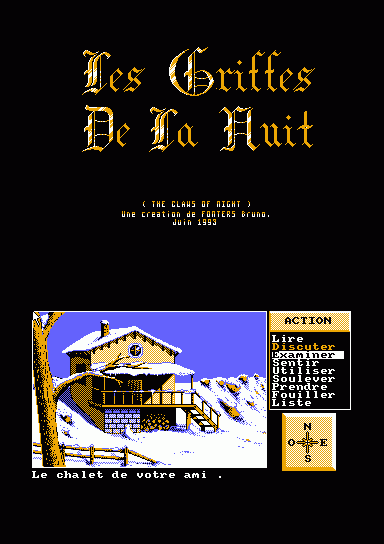 Les Griffes
De La Nuit
( THE CLAWS OF NIGHT )
Une creation de FONTERS Bruno.
Juin 1993
ACTION
Lire
Discuter
Examiner
Sentir
Utiliser
Soulever
Prendre
Fouiller
Liste
N
O E
S
Le chalet de votre ami .